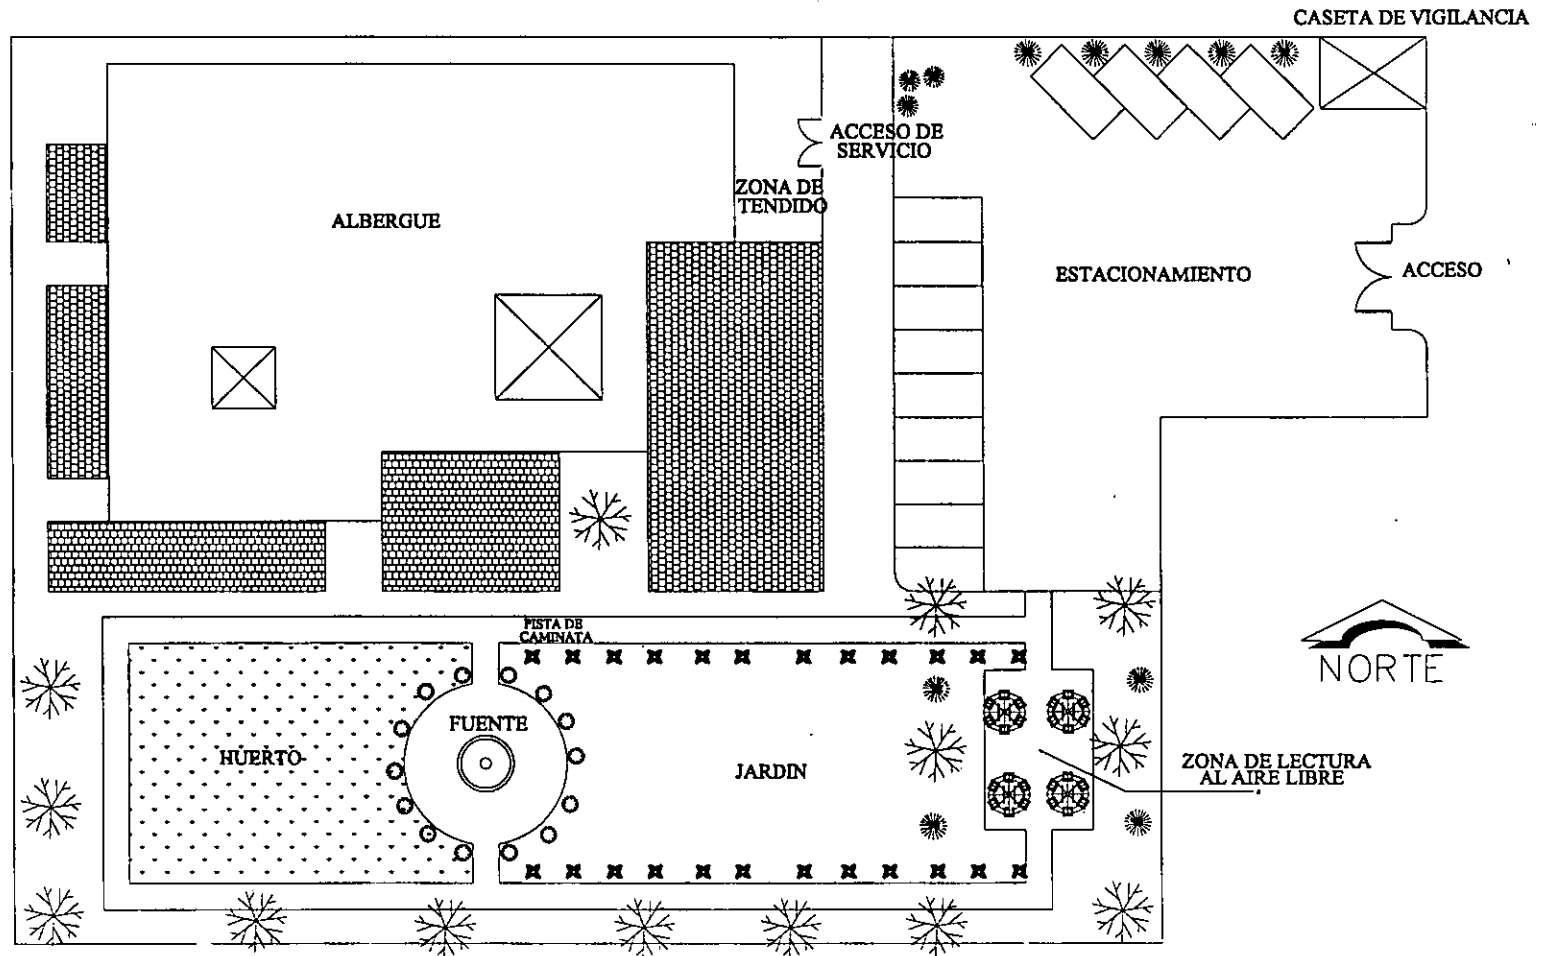 CASETA DE VIGILANCIA
ACCESO DE
SERVICIO
ZONA DE
TENDIDO
ALBERGUE
ESTACIONAMIENTO
ACCESO
PISTA DE
CAMINATA
NORTE
FUENTE
HUERTO
JARDIN
ZONA DE LECTURA
AL AIRE LIBRE